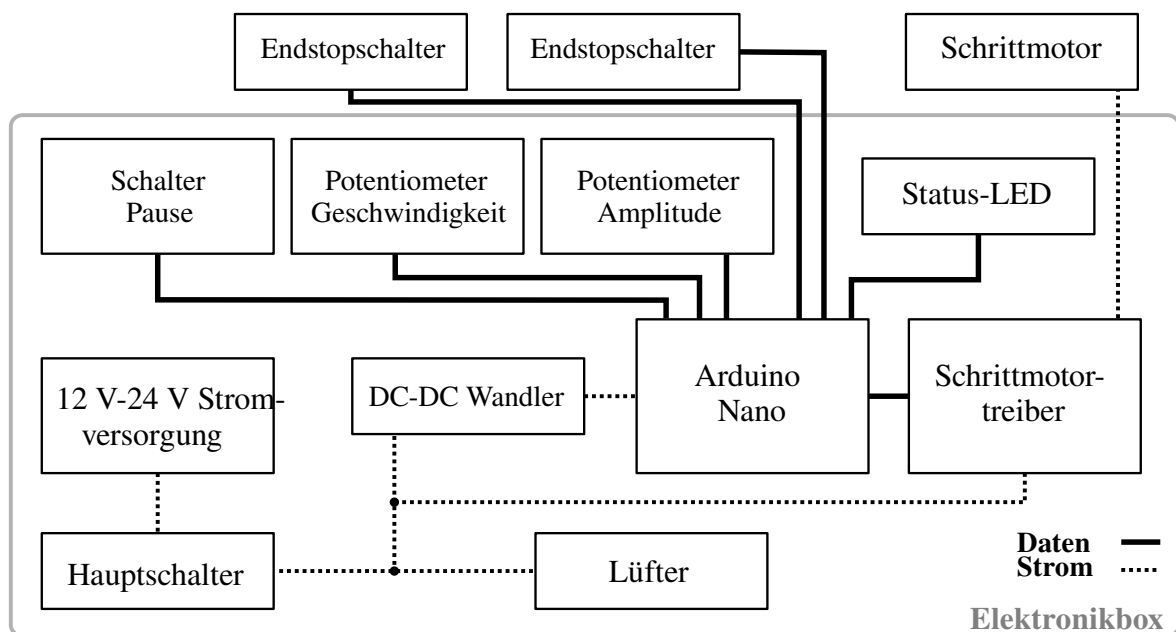 Endstopschalter
Endstopschalter
Schrittmotor
Schalter
Pause
Potentiometer
Geschwindigkeit
Potentiometer
Amplitude
Status-LED
12 V-24 V Strom-
versorgung
DC-DC Wandler
Arduino
Nano
Schrittmotor-
treiber
Hauptschalter
Lüfter
Daten
Strom
Elektronikbox